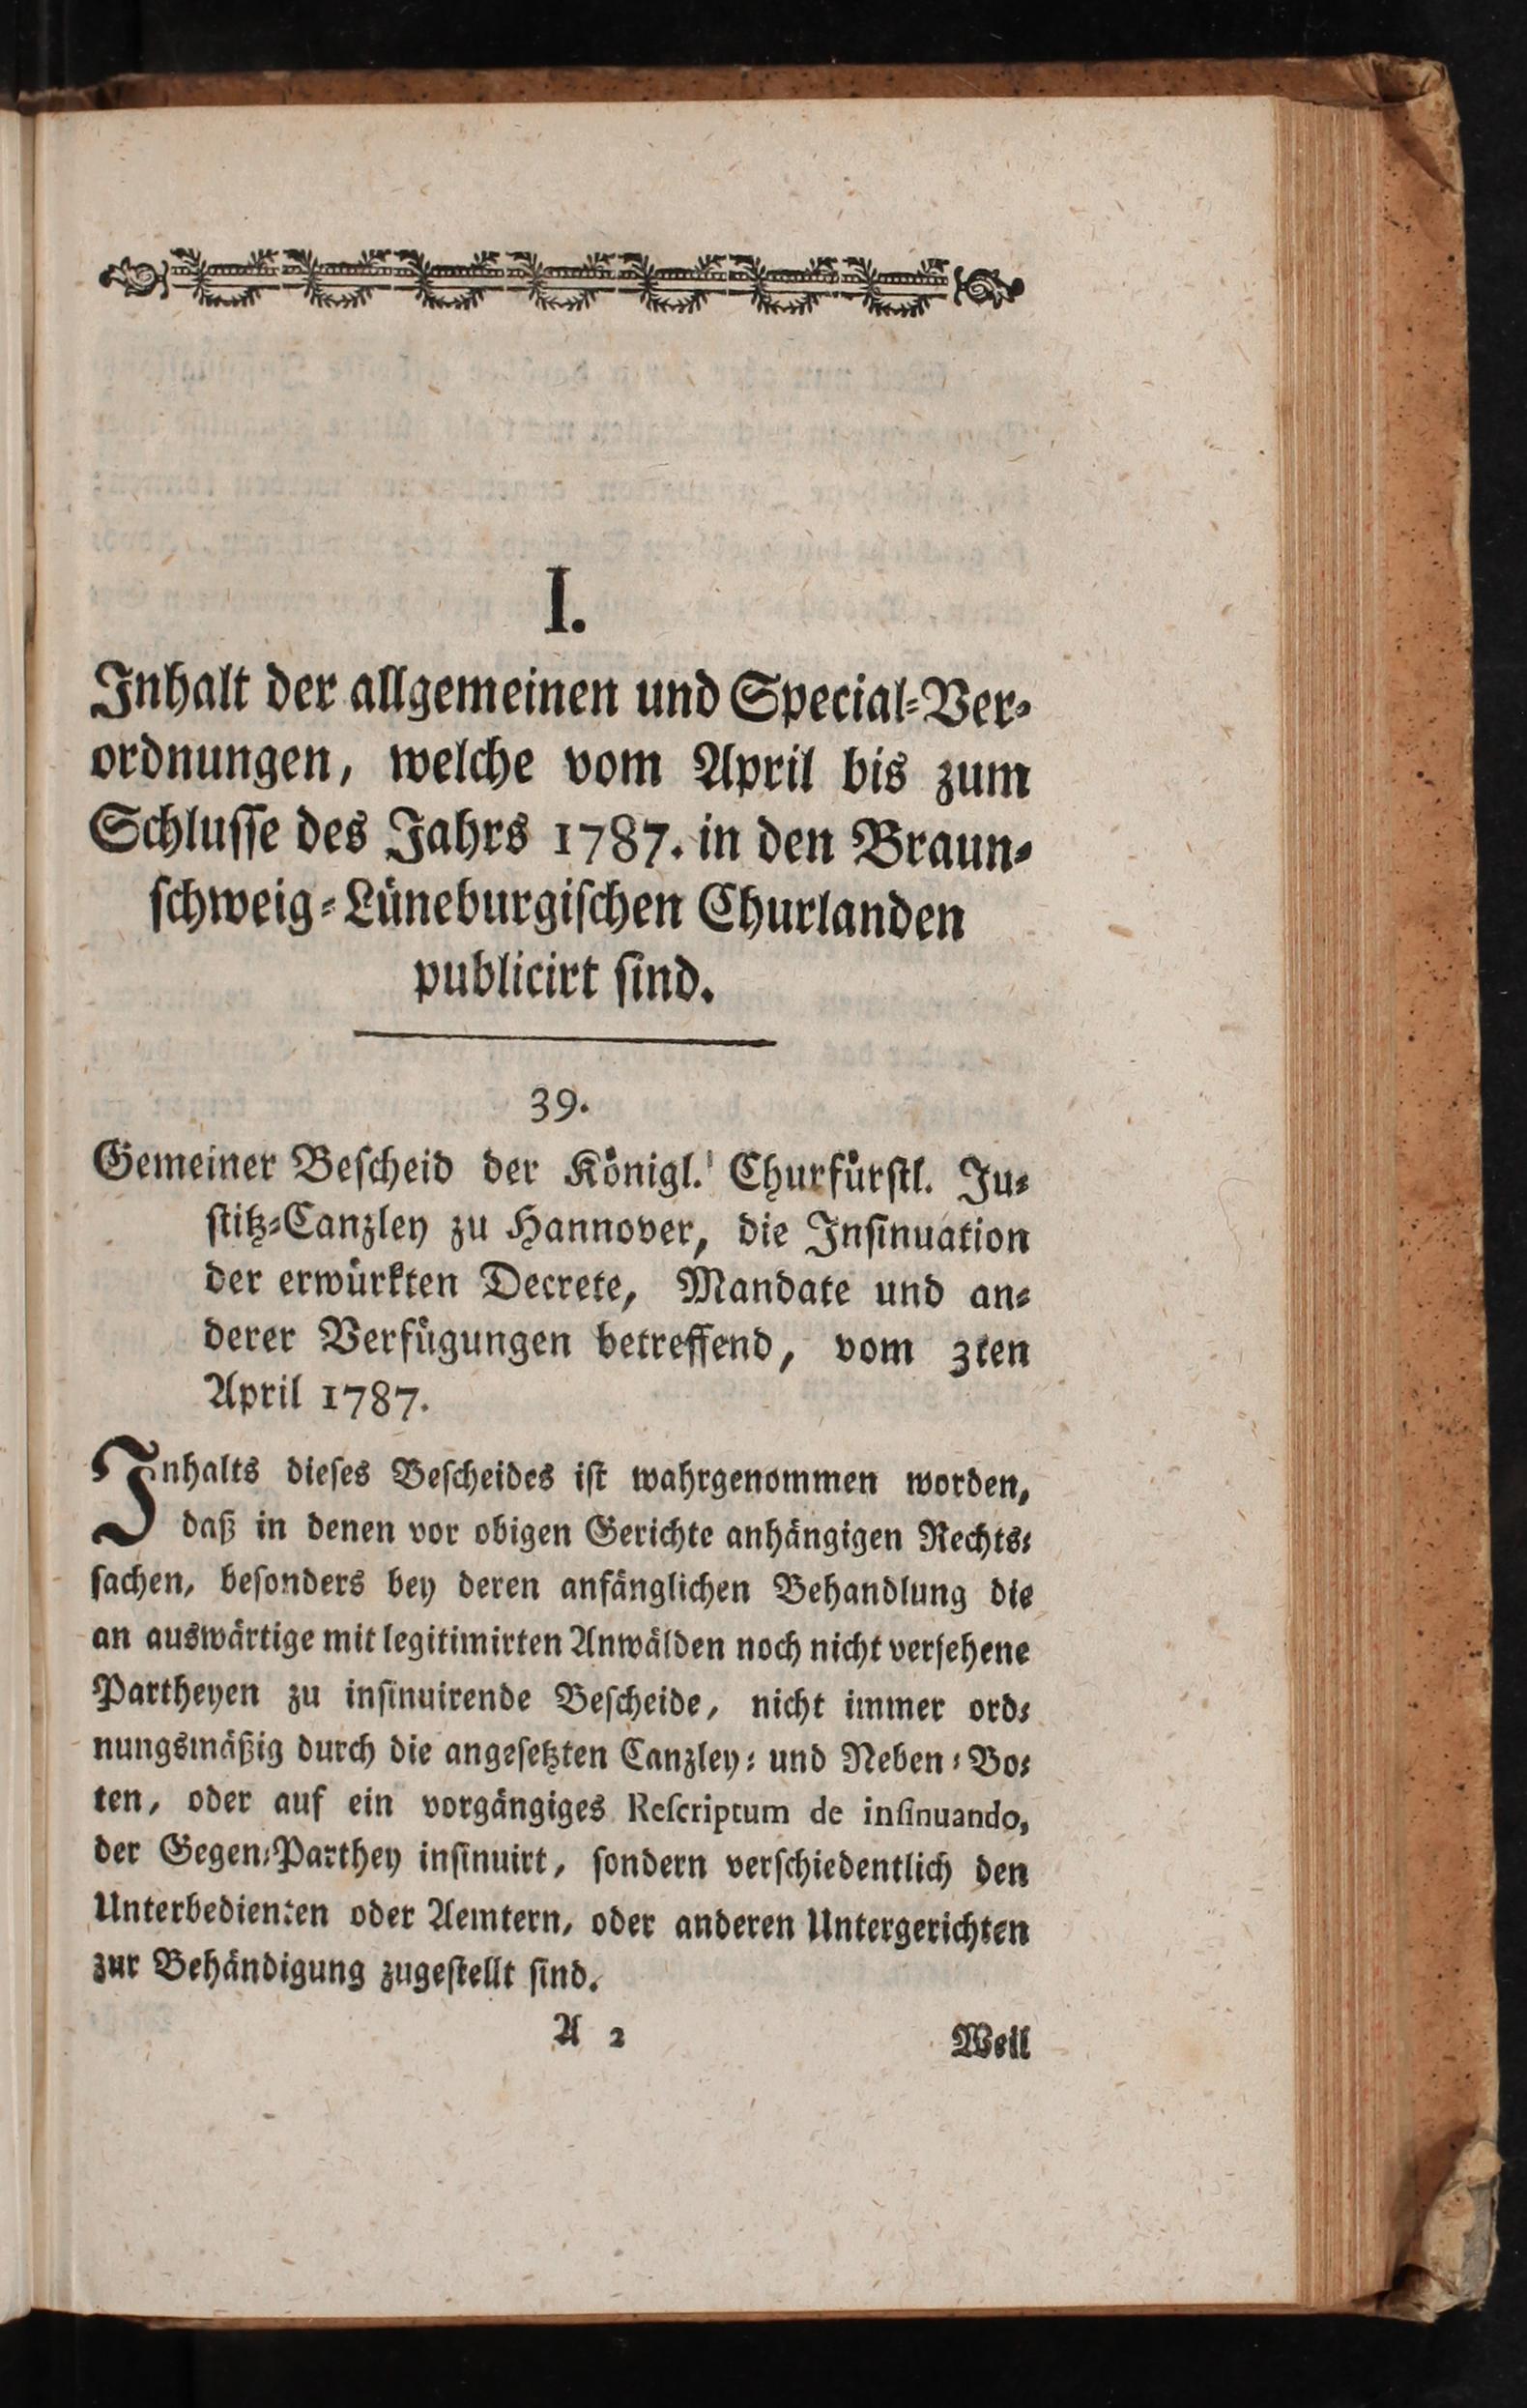 I.
Inhalt der allgemeinen und Special-Ver-
ordnungen, welche vom April bis zum
Schlusse des Jahrs 1787. in den Braun-
schweig-Lüneburgischen Churlanden
publicirt sind.
39.
Gemeiner Bescheid der Königl. Churfürstl. Ju-
stitz-Canzley zu Hannover, die Insinuation
der erwürkten Decrete, Mandate und an-
derer Verfügungen betreffend, vom 3ten
April 1787.
Inhalts dieses Bescheides ist wahrgenommen worden,
daß in denen vor obigen Gerichte anhängigen Rechts-
sachen, besonders bey deren anfänglichen Behandlung die
an auswärtige mit legitimirten Anwälden noch nicht versehene
Partheyen zu insinuirende Bescheide, nicht immer ord-
nungsmäßig durch die angesetzten Canzley- und Neben-Bo-
ten, oder auf ein vorgängiges Rescriptum de insinuando,
der Gegen-Parthey insinuirt, sondern verschiedentlich den
Unterbedienten oder Aemtern, oder anderen Untergerichten
zur Behändigung zugestellt sind.
A 2 Weil